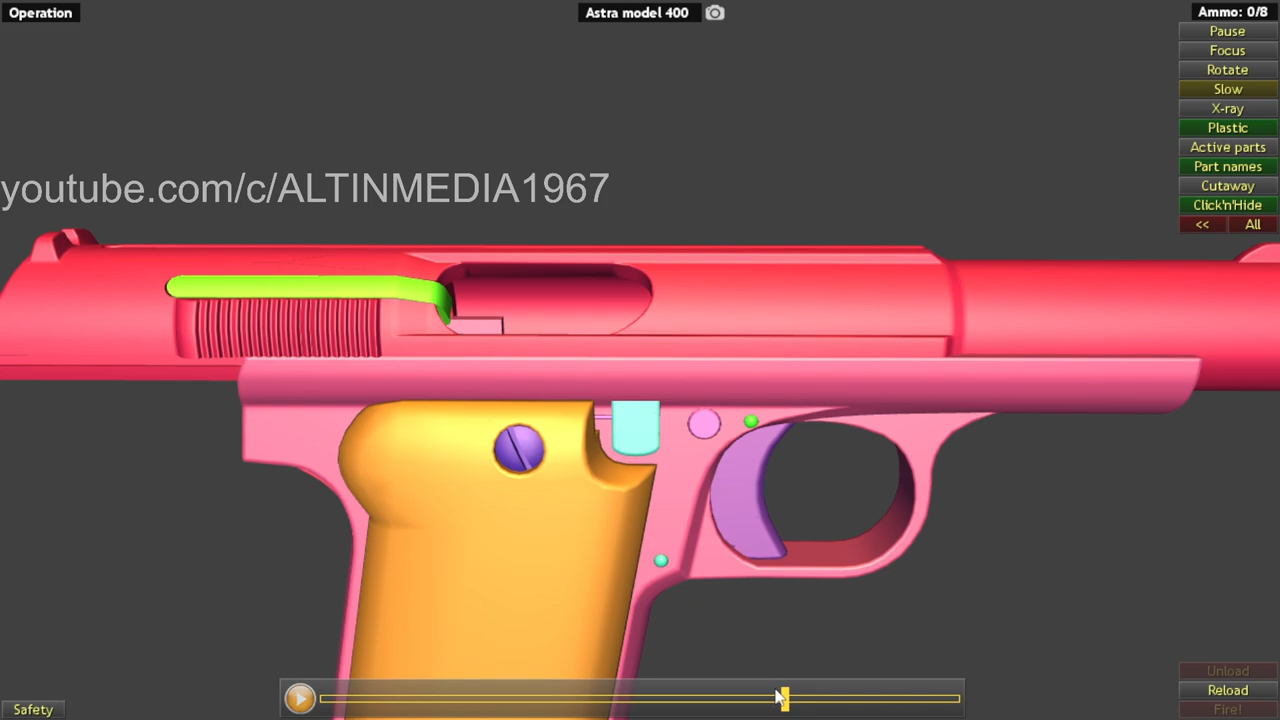 Operation
Astra model 400
Ammo: 0/8
Pause
Focus
Rotate
Slow
X-ray
Plastic
Active parts
Part names
Cutaway
Click'n'Hide
<< All
youtube.com/c/ALTINMEDIA1967
Unload
Reload
Fire!
Safety